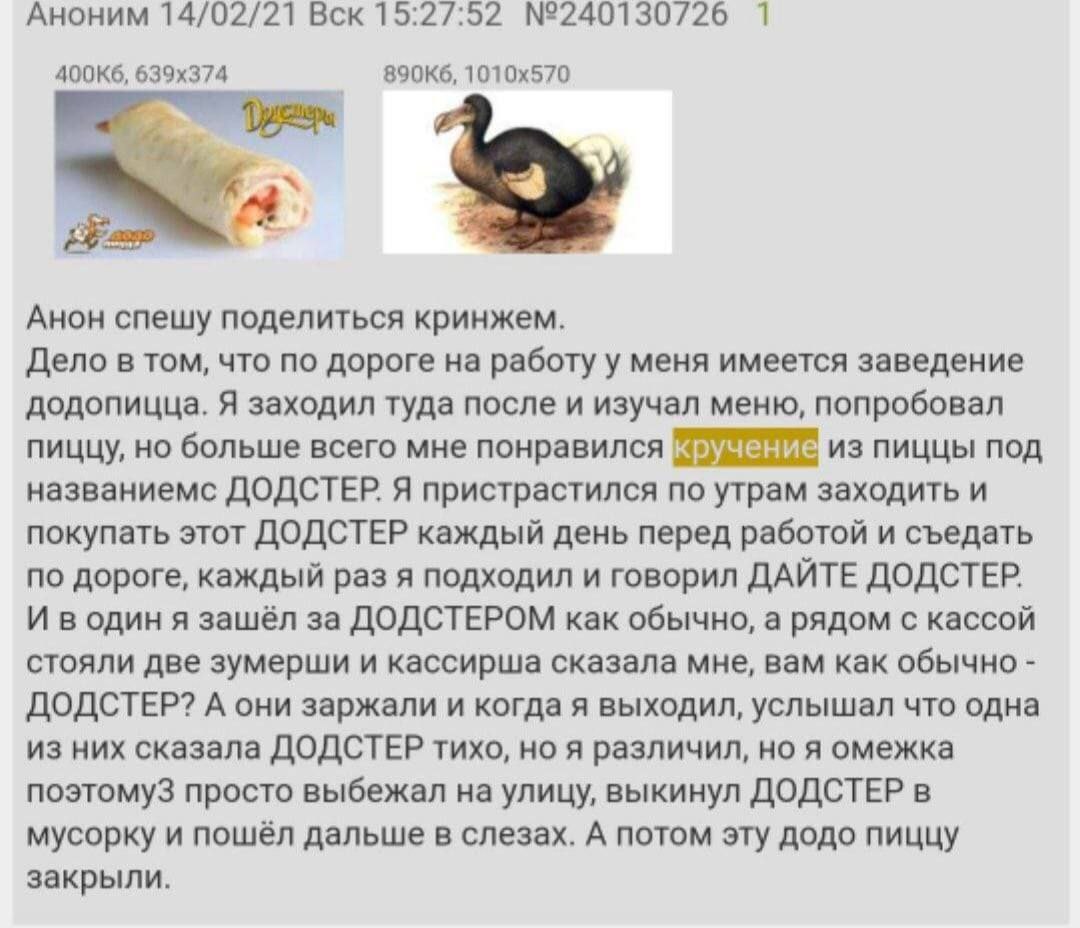 Аноним 14/02/21 Вск 15:27:52 №240130726 1
400Кб, 639x374
890Кб, 1010x570
Додстеры
додо
пицца
Анон спешу поделиться кринжем.
Дело в том, что по дороге на работу у меня имеется заведение
додопицца. Я заходил туда после и изучал меню, попробовал
пиццу, но больше всего мне понравился кручение из пиццы под
названиемс ДОДСТЕР. Я пристрастился по утрам заходить и
покупать этот ДОДСТЕР каждый день перед работой и съедать
по дороге, каждый раз я подходил и говорил ДАЙТЕ ДОДСТЕР.
И в один я зашёл за ДОДСТЕРОМ как обычно, а рядом с кассой
стояли две зумерши и кассирша сказала мне, вам как обычно -
ДОДСТЕР? А они заржали и когда я выходил, услышал что одна
из них сказала ДОДСТЕР тихо, но я различил, но я омежка
поэтому3 просто выбежал на улицу, выкинул ДОДСТЕР в
мусорку и пошёл дальше в слезах. А потом эту додо пиццу
закрыли.